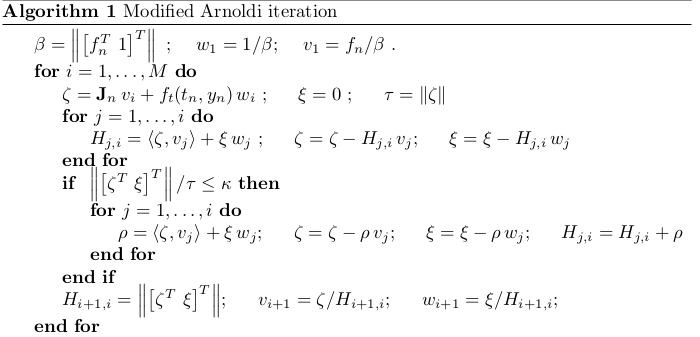 Algorithm 1 Modified Arnoldi iteration
β = ‖[f_n^T 1]^T‖ ; w_1 = 1/β; v_1 = f_n/β .
for i = 1, . . . , M do
ζ = J_n v_i + f_t(t_n, y_n) w_i ; ξ = 0 ; τ = ‖ζ‖
for j = 1, . . . , i do
H_{j,i} = ⟨ζ, v_j⟩ + ξ w_j ; ζ = ζ − H_{j,i} v_j; ξ = ξ − H_{j,i} w_j
end for
if ‖[ζ^T ξ]^T‖ /τ ≤ κ then
for j = 1, . . . , i do
ρ = ⟨ζ, v_j⟩ + ξ w_j; ζ = ζ − ρ v_j; ξ = ξ − ρ w_j; H_{j,i} = H_{j,i} + ρ
end for
end if
H_{i+1,i} = ‖[ζ^T ξ]^T‖; v_{i+1} = ζ/H_{i+1,i}; w_{i+1} = ξ/H_{i+1,i};
end for